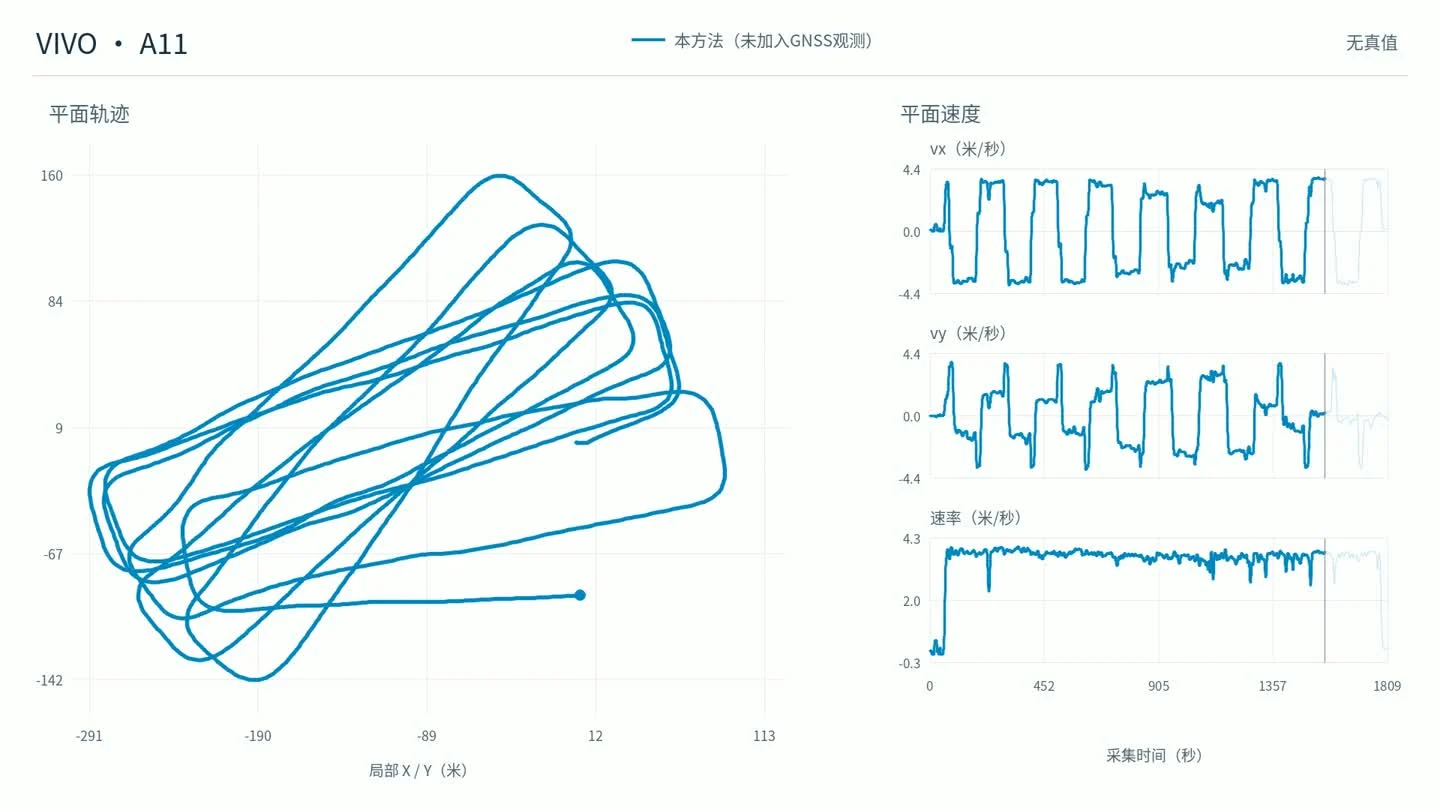 VIVO · A11
本方法（未加入GNSS观测）
无真值
平面轨迹
160
84
9
-67
-142
-291
-190
-89
12
113
局部 X / Y（米）
平面速度
vx（米/秒）
4.4
0.0
-4.4
vy（米/秒）
4.4
0.0
-4.4
速率（米/秒）
4.3
2.0
-0.3
0
452
905
1357
1809
采集时间（秒）